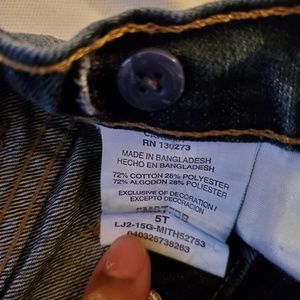 RN 130273
MADE IN BANGLADESH
HECHO EN BANGLADESH
72% COTTON 28% POLYESTER
72% ALGODON 28% POLIESTER
EXCLUSIVE OF DECORATION /
EXCEPTO DECORACION
5T
LJ2-15G-MITH52753
040326738263